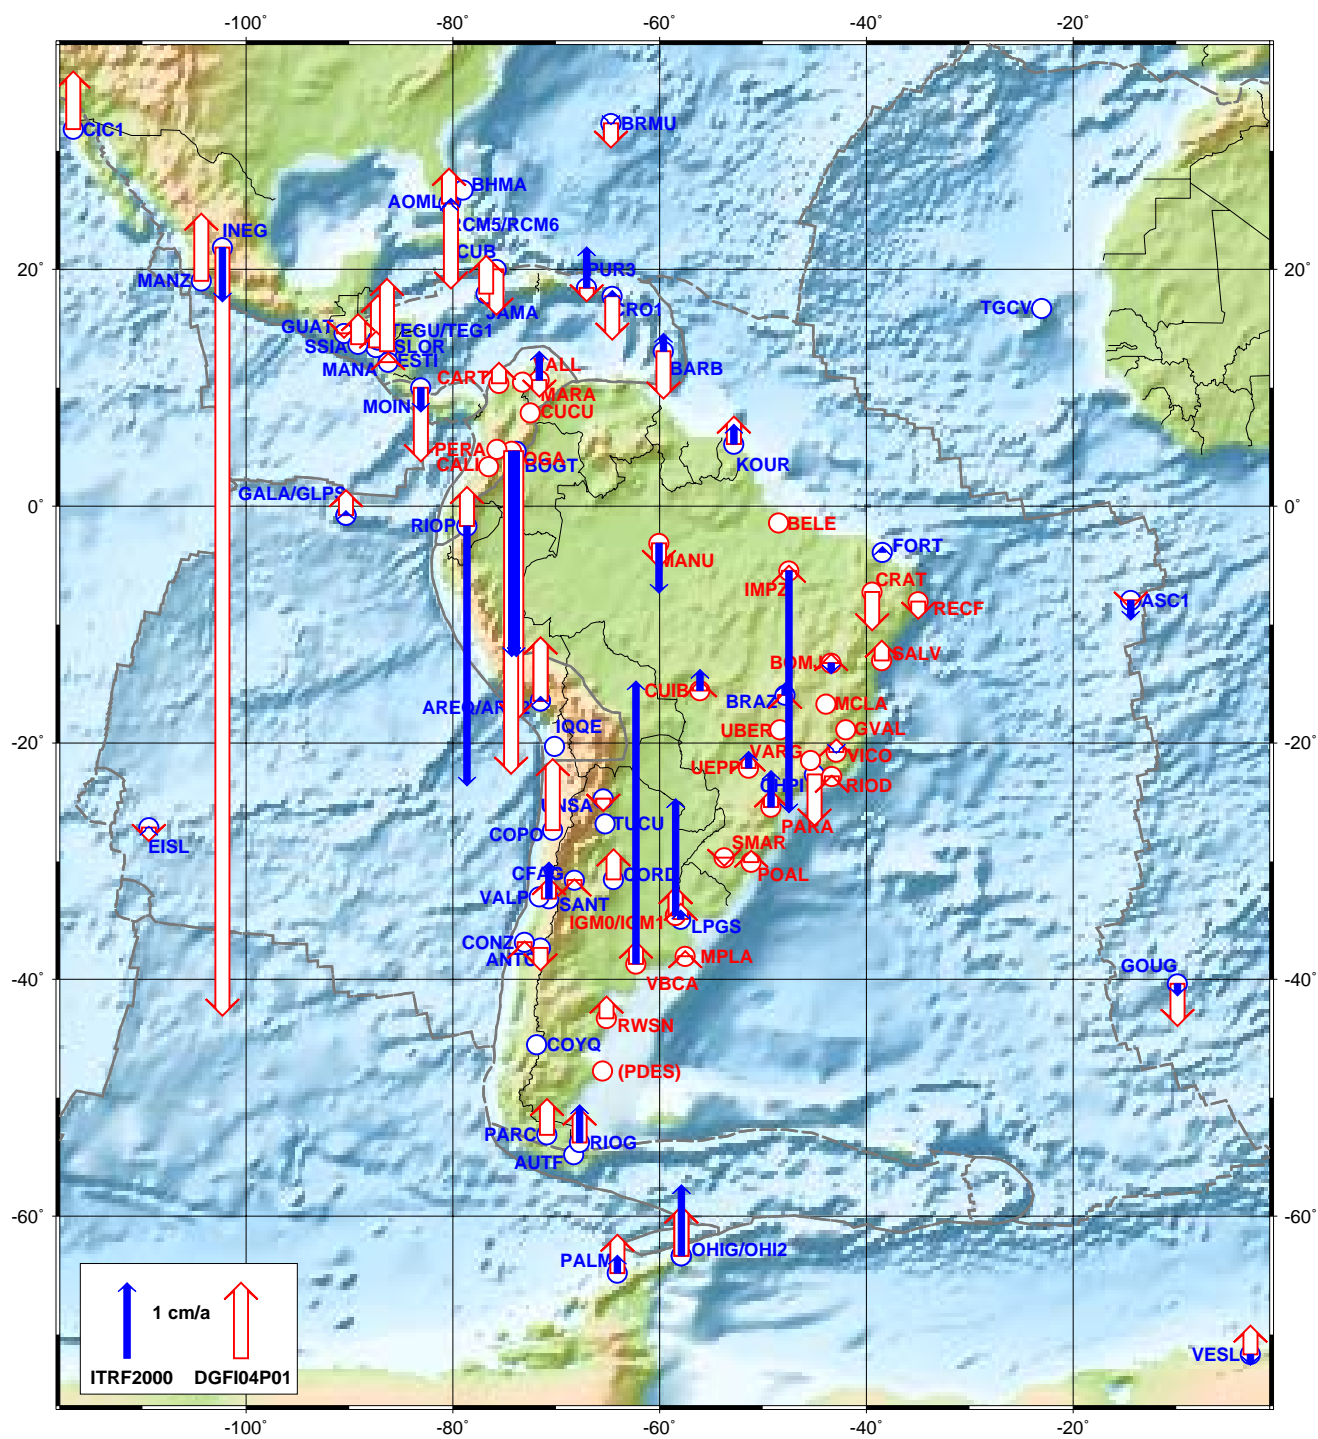 -100° -80° -60° -40° -20°
CIC1
BRMU
BHMA
AOML
RCM5/RCM6
INEG
CUB
PUR3
20° 20°
MANZ
CRO1
JAMA
TGCV
GUAT
TEGU/TEG1
SSIA
SLOR
ESTI
MANA
BARB
CART
MARA
MOIN
CUCU
PERA
BOGT
CALI
KOUR
GALA/GLPS
0° 0°
RIOP
BELE
FORT
MANU
IMPZ
CRAT
RECF
ASC1
SALV
CUIB
BRAZ
MCLA
IQQE
UBER
GVAL
-20° -20°
VARG
VICO
UEPP
CHPI
RIOD
UNSA
COPO
TUCU
PARA
EISL
SMAR
POAL
CFAG
CORD
VALP
SANT
IGM0/IGM1
LPGS
CONZ
MPLA
GOUG
-40° -40°
VBCA
RWSN
COYQ
(PDES)
PARC
RIOG
AUTF
-60° -60°
OHIG/OHI2
PALM
1 cm/a
VESL
ITRF2000 DGFI04P01
-100° -80° -60° -40° -20°